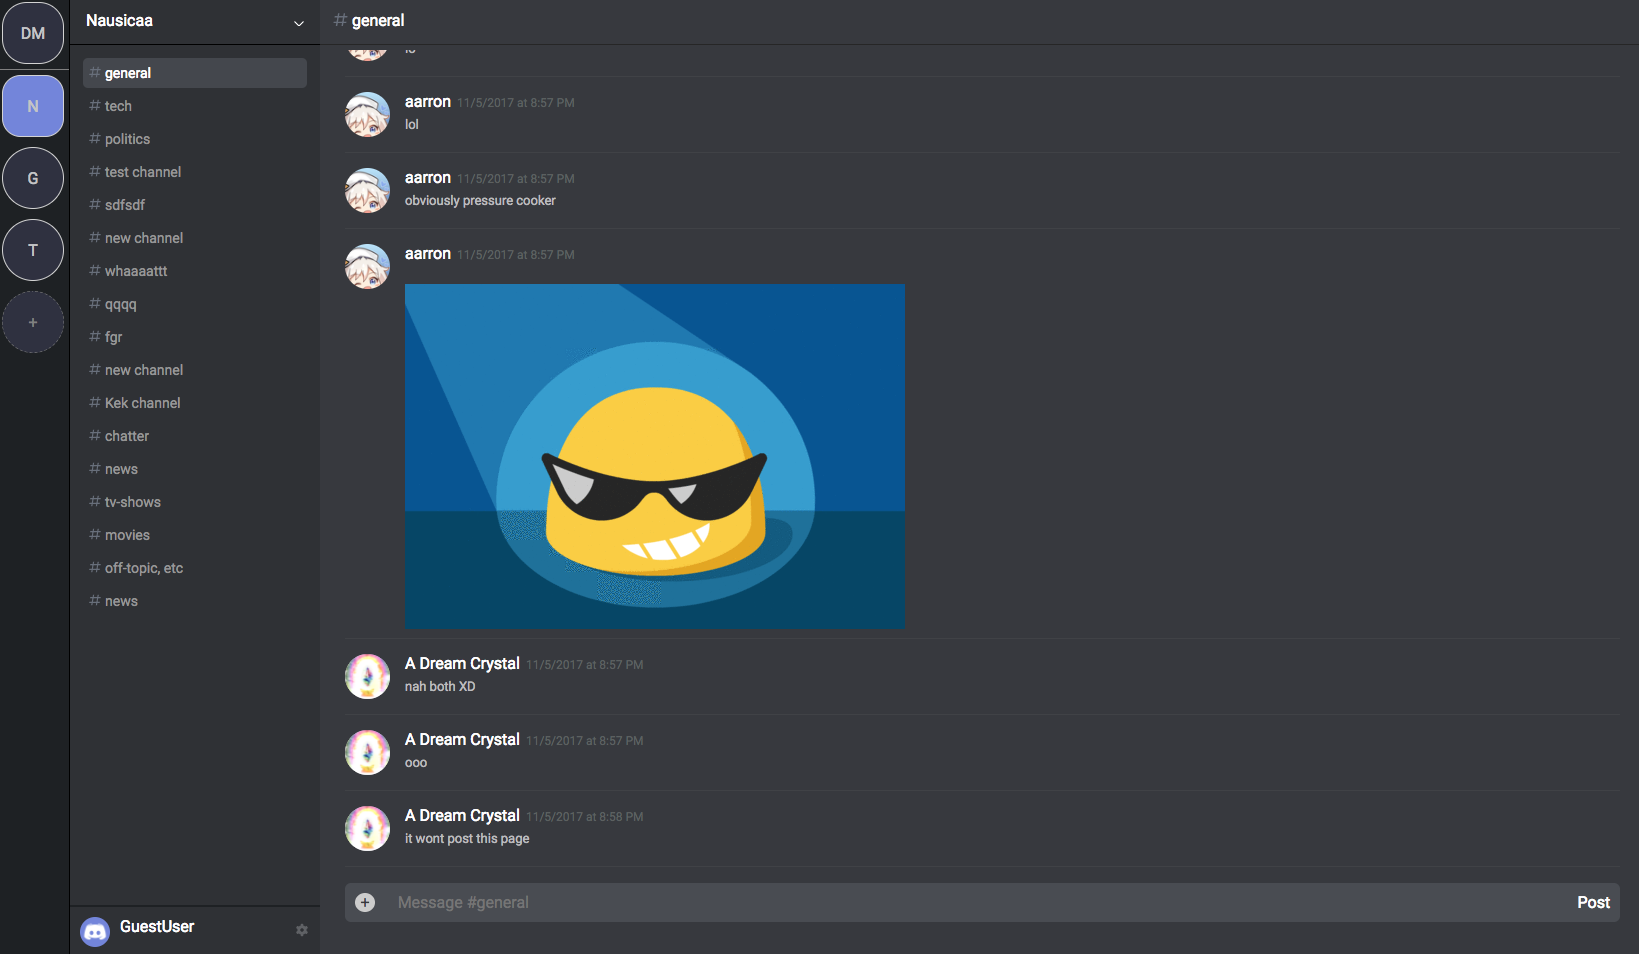 DM
N
G
T
+
Nausicaa
# general
# tech
# politics
# test channel
# sdfsdf
# new channel
# whaaaattt
# qqqq
# fgr
# new channel
# Kek channel
# chatter
# news
# tv-shows
# movies
# off-topic, etc
# news
GuestUser
# general
aarron 11/5/2017 at 8:57 PM
lol
aarron 11/5/2017 at 8:57 PM
obviously pressure cooker
aarron 11/5/2017 at 8:57 PM
A Dream Crystal 11/5/2017 at 8:57 PM
nah both XD
A Dream Crystal 11/5/2017 at 8:57 PM
ooo
A Dream Crystal 11/5/2017 at 8:58 PM
it wont post this page
Message #general
Post